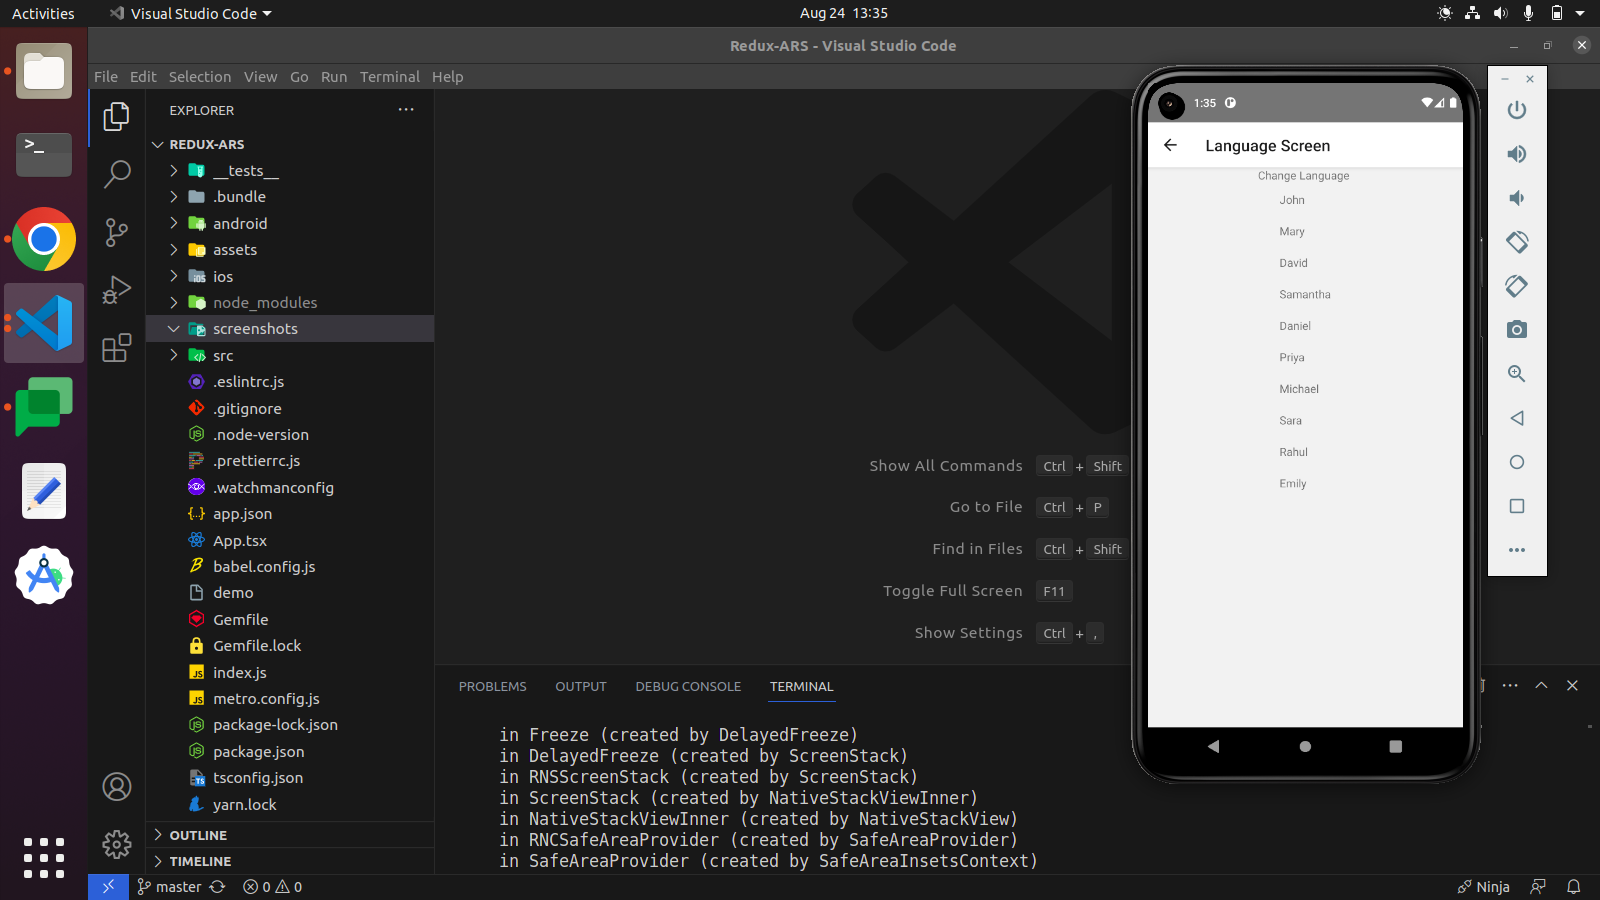 Activities
Visual Studio Code
Aug 24 13:35
Redux-ARS - Visual Studio Code
File Edit Selection View Go Run Terminal Help
EXPLORER
REDUX-ARS
__tests__
.bundle
android
assets
ios
node_modules
screenshots
src
.eslintrc.js
.gitignore
.node-version
.prettierrc.js
.watchmanconfig
app.json
App.tsx
babel.config.js
demo
Gemfile
Gemfile.lock
index.js
metro.config.js
package-lock.json
package.json
tsconfig.json
yarn.lock
OUTLINE
TIMELINE
Show All Commands Ctrl + Shift
Go to File Ctrl + P
Find in Files Ctrl + Shift
Toggle Full Screen F11
Show Settings Ctrl + ,
PROBLEMS OUTPUT DEBUG CONSOLE TERMINAL
in Freeze (created by DelayedFreeze)
in DelayedFreeze (created by ScreenStack)
in RNSScreenStack (created by ScreenStack)
in ScreenStack (created by NativeStackViewInner)
in NativeStackViewInner (created by NativeStackView)
in RNCSafeAreaProvider (created by SafeAreaProvider)
in SafeAreaProvider (created by SafeAreaInsetsContext)
1:35
Language Screen
Change Language
John
Mary
David
Samantha
Daniel
Priya
Michael
Sara
Rahul
Emily
master 0 0
Ninja